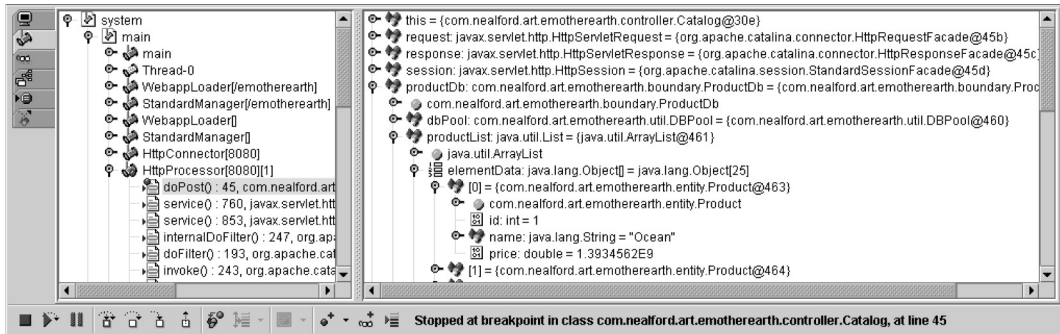 system
main
main
Thread-0
WebappLoader[/emotherearth]
StandardManager[/emotherearth]
WebappLoader[]
StandardManager[]
HttpConnector[8080]
HttpProcessor[8080][1]
doPost() : 45, com.nealford.art
service() : 760, javax.servlet.htt
service() : 853, javax.servlet.htt
internalDoFilter() : 247, org.apa
doFilter() : 193, org.apache.cat
invoke() : 243, org.apache.cata
this = {com.nealford.art.emotherearth.controller.Catalog@30e}
request: javax.servlet.http.HttpServletRequest = {org.apache.catalina.connector.HttpRequestFacade@45b}
response: javax.servlet.http.HttpServletResponse = {org.apache.catalina.connector.HttpResponseFacade@45c}
session: javax.servlet.http.HttpSession = {org.apache.catalina.session.StandardSessionFacade@45d}
productDb: com.nealford.art.emotherearth.boundary.ProductDb = {com.nealford.art.emotherearth.boundary.Proc
com.nealford.art.emotherearth.boundary.ProductDb
dbPool: com.nealford.art.emotherearth.util.DBPool = {com.nealford.art.emotherearth.util.DBPool@460}
productList: java.util.List = {java.util.ArrayList@461}
java.util.ArrayList
elementData: java.lang.Object[] = java.lang.Object[25]
[0] = {com.nealford.art.emotherearth.entity.Product@463}
com.nealford.art.emotherearth.entity.Product
id: int = 1
name: java.lang.String = "Ocean"
price: double = 1.3934562E9
[1] = {com.nealford.art.emotherearth.entity.Product@464}
Stopped at breakpoint in class com.nealford.art.emotherearth.controller.Catalog, at line 45